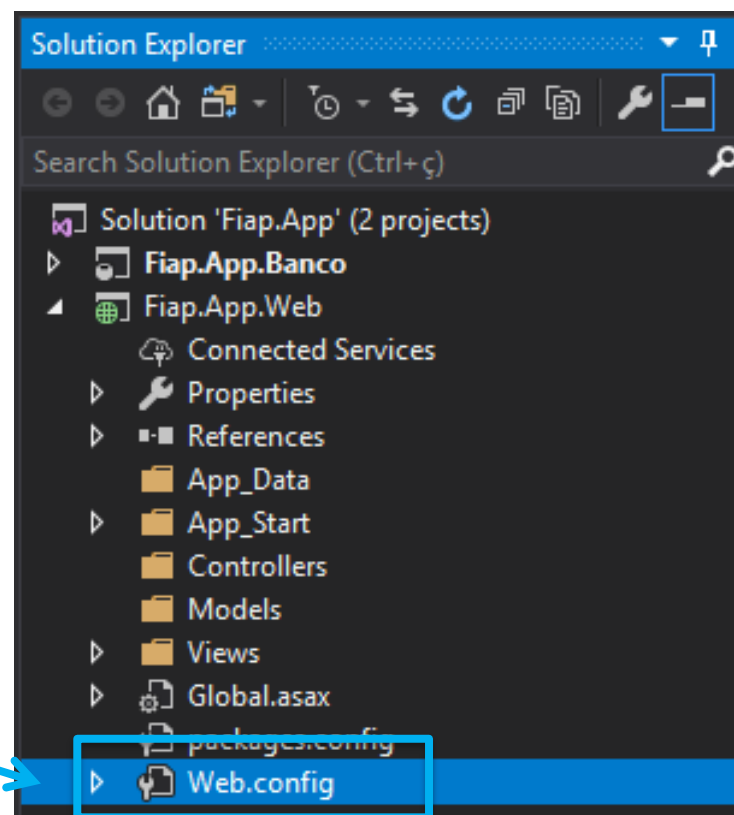 Solution Explorer
Search Solution Explorer (Ctrl+ç)
Solution 'Fiap.App' (2 projects)
Fiap.App.Banco
Fiap.App.Web
Connected Services
Properties
References
App_Data
App_Start
Controllers
Models
Views
Global.asax
packages.config
Web.config